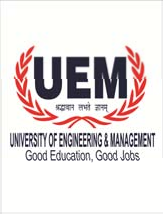 UEM
श्रद्धावान लभते ज्ञानम्
UNIVERSITY OF ENGINEERING & MANAGEMENT
Good Education, Good Jobs